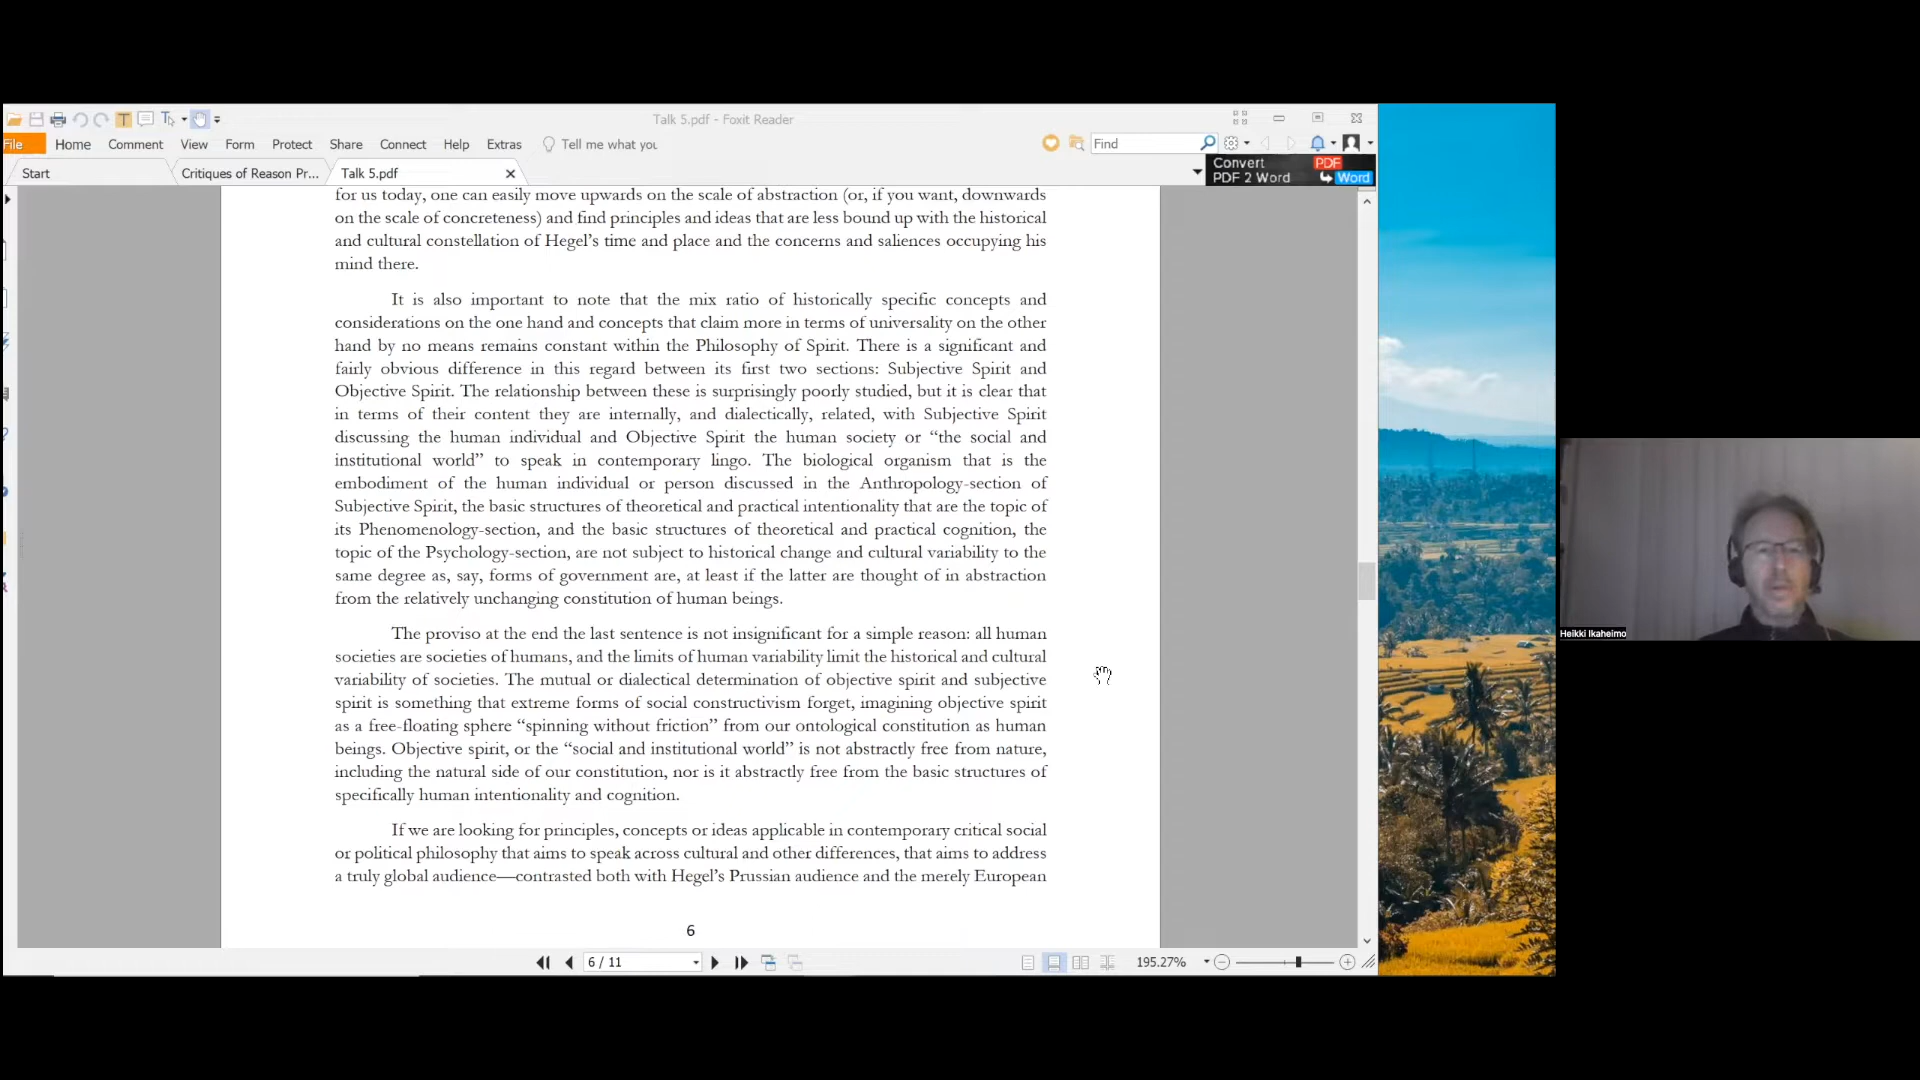 Talk 5.pdf - Foxit Reader
File Home Comment View Form Protect Share Connect Help Extras Tell me what you
Find
Convert PDF
PDF 2 Word Word
Start Critiques of Reason Pr... Talk 5.pdf
for us today, one can easily move upwards on the scale of abstraction (or, if you want, downwards
on the scale of concreteness) and find principles and ideas that are less bound up with the historical
and cultural constellation of Hegel's time and place and the concerns and saliences occupying his
mind there.
It is also important to note that the mix ratio of historically specific concepts and
considerations on the one hand and concepts that claim more in terms of universality on the other
hand by no means remains constant within the Philosophy of Spirit. There is a significant and
fairly obvious difference in this regard between its first two sections: Subjective Spirit and
Objective Spirit. The relationship between these is surprisingly poorly studied, but it is clear that
in terms of their content they are internally, and dialectically, related, with Subjective Spirit
discussing the human individual and Objective Spirit the human society or “the social and
institutional world” to speak in contemporary lingo. The biological organism that is the
embodiment of the human individual or person discussed in the Anthropology-section of
Subjective Spirit, the basic structures of theoretical and practical intentionality that are the topic of
its Phenomenology-section, and the basic structures of theoretical and practical cognition, the
topic of the Psychology-section, are not subject to historical change and cultural variability to the
same degree as, say, forms of government are, at least if the latter are thought of in abstraction
from the relatively unchanging constitution of human beings.
The proviso at the end the last sentence is not insignificant for a simple reason: all human
societies are societies of humans, and the limits of human variability limit the historical and cultural
variability of societies. The mutual or dialectical determination of objective spirit and subjective
spirit is something that extreme forms of social constructivism forget, imagining objective spirit
as a free-floating sphere “spinning without friction” from our ontological constitution as human
beings. Objective spirit, or the “social and institutional world” is not abstractly free from nature,
including the natural side of our constitution, nor is it abstractly free from the basic structures of
specifically human intentionality and cognition.
If we are looking for principles, concepts or ideas applicable in contemporary critical social
or political philosophy that aims to speak across cultural and other differences, that aims to address
a truly global audience—contrasted both with Hegel's Prussian audience and the merely European
6
6 / 11
195.27%
Heikki Ikaheimo